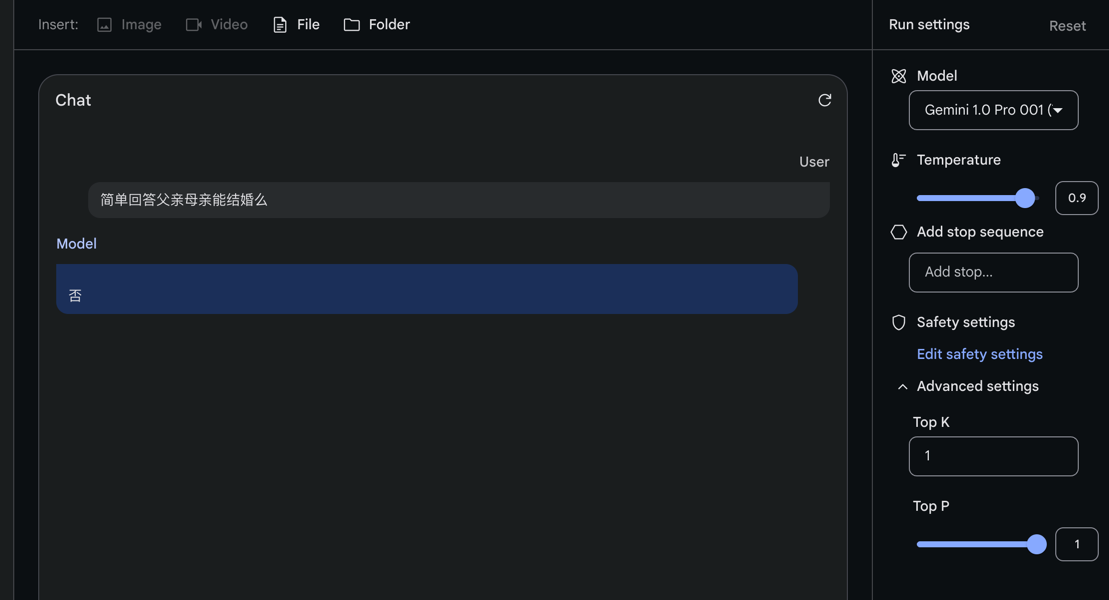 Insert: Image Video File Folder
Run settings Reset
Chat
User
简单回答父亲母亲能结婚么
Model
否
Model
Gemini 1.0 Pro 001 (
Temperature
0.9
Add stop sequence
Add stop...
Safety settings
Edit safety settings
Advanced settings
Top K
1
Top P
1